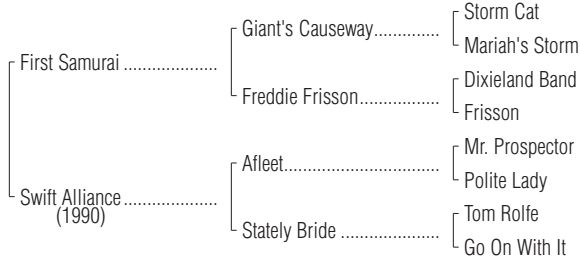 Storm Cat
Giant's Causeway..............
Mariah's Storm
First Samurai ....................
Dixieland Band
Freddie Frisson.................
Frisson
Mr. Prospector
Afleet.................................
Polite Lady
Swift Alliance....................
(1990)
Tom Rolfe
Stately Bride .....................
Go On With It